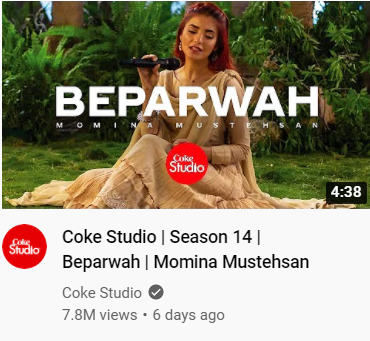 BEPARWAH
MOMINA MUSTEHSAN
Coke
Studio
4:38
Coke
Studio
Coke Studio | Season 14 |
Beparwah | Momina Mustehsan
Coke Studio
7.8M views • 6 days ago